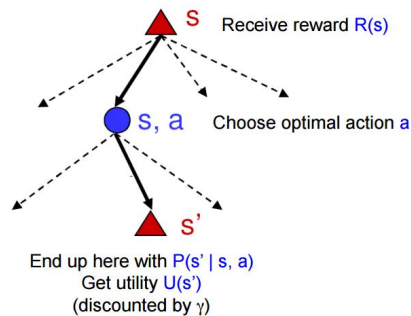 s
Receive reward R(s)
s, a
Choose optimal action a
s’
End up here with P(s’ | s, a)
Get utility U(s’)
(discounted by γ)